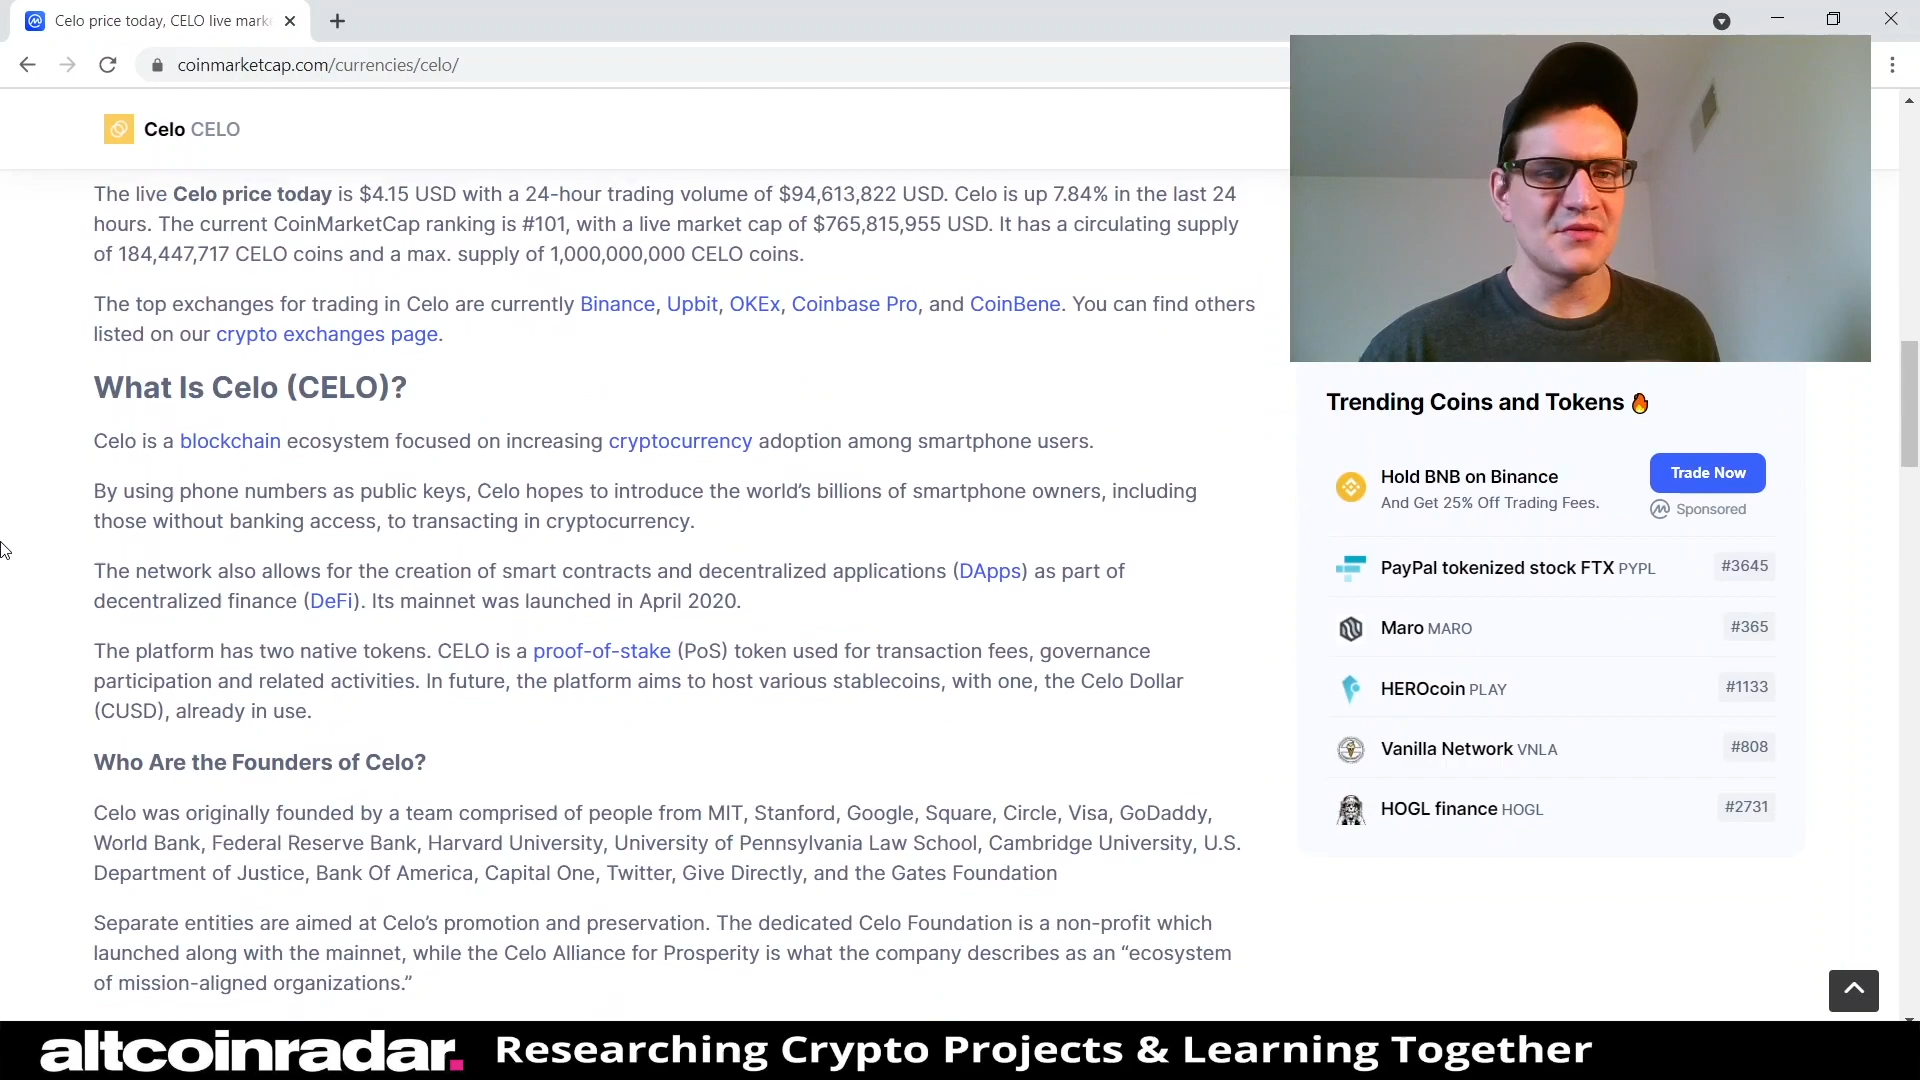 Celo price today, CELO live mark
coinmarketcap.com/currencies/celo/
Celo CELO
The live Celo price today is $4.15 USD with a 24-hour trading volume of $94,613,822 USD. Celo is up 7.84% in the last 24
hours. The current CoinMarketCap ranking is #101, with a live market cap of $765,815,955 USD. It has a circulating supply
of 184,447,717 CELO coins and a max. supply of 1,000,000,000 CELO coins.
The top exchanges for trading in Celo are currently Binance, Upbit, OKEx, Coinbase Pro, and CoinBene. You can find others
listed on our crypto exchanges page.
What Is Celo (CELO)?
Celo is a blockchain ecosystem focused on increasing cryptocurrency adoption among smartphone users.
By using phone numbers as public keys, Celo hopes to introduce the world’s billions of smartphone owners, including
those without banking access, to transacting in cryptocurrency.
The network also allows for the creation of smart contracts and decentralized applications (DApps) as part of
decentralized finance (DeFi). Its mainnet was launched in April 2020.
The platform has two native tokens. CELO is a proof-of-stake (PoS) token used for transaction fees, governance
participation and related activities. In future, the platform aims to host various stablecoins, with one, the Celo Dollar
(CUSD), already in use.
Who Are the Founders of Celo?
Celo was originally founded by a team comprised of people from MIT, Stanford, Google, Square, Circle, Visa, GoDaddy,
World Bank, Federal Reserve Bank, Harvard University, University of Pennsylvania Law School, Cambridge University, U.S.
Department of Justice, Bank Of America, Capital One, Twitter, Give Directly, and the Gates Foundation
Separate entities are aimed at Celo’s promotion and preservation. The dedicated Celo Foundation is a non-profit which
launched along with the mainnet, while the Celo Alliance for Prosperity is what the company describes as an “ecosystem
of mission-aligned organizations.”
Trending Coins and Tokens
Hold BNB on Binance
And Get 25% Off Trading Fees.
Trade Now
Sponsored
PayPal tokenized stock FTX PYPL #3645
Maro MARO #365
HEROcoin PLAY #1133
Vanilla Network VNLA #808
HOGL finance HOGL #2731
altcoinradar. Researching Crypto Projects & Learning Together